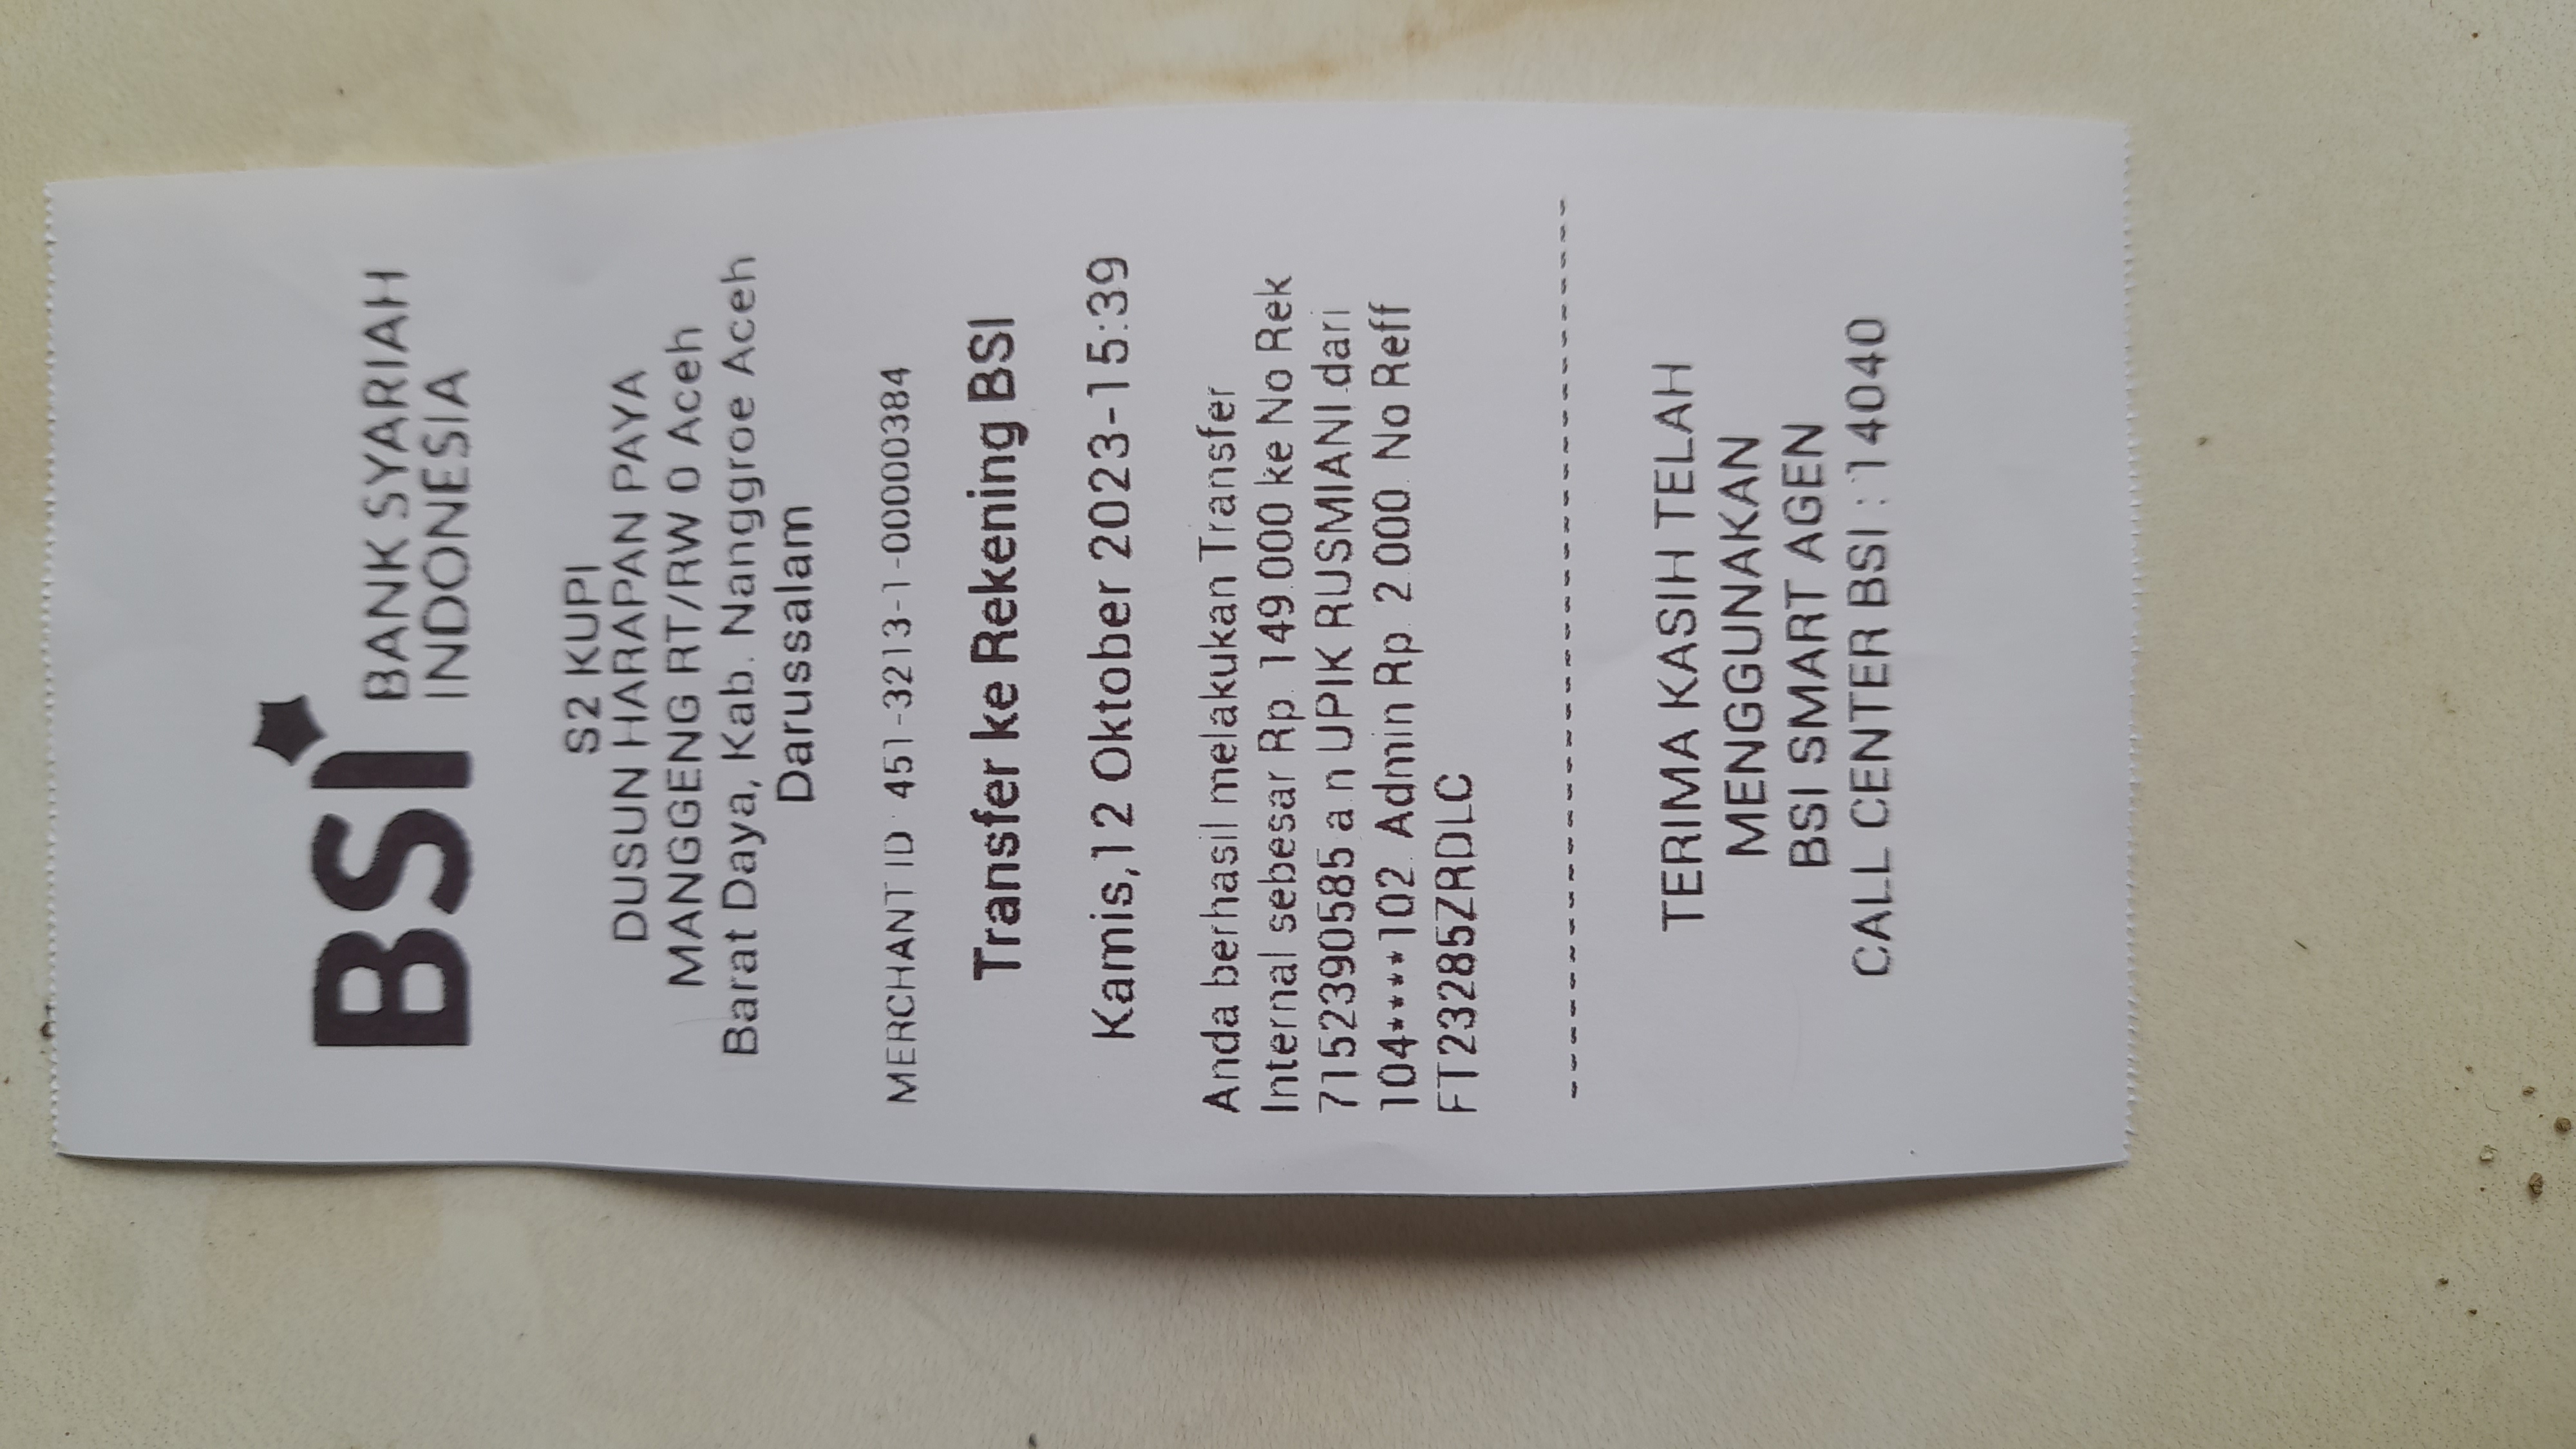 BSI BANK SYARIAH
INDONESIA
S2 KUPI
DUSUN HARAPAN PAYA
MANGGENG RT/RW 0 Aceh
Barat Daya, Kab. Nanggroe Aceh
Darussalam
MERCHANT ID : 451-3213-1-00000384
Transfer ke Rekening BSI
Kamis,12 Oktober 2023-15:39
Anda berhasil melakukan Transfer
Internal sebesar Rp. 149.000 ke No Rek
7152390585 a.n UPIK RUSMIANI dari
104****102. Admin Rp. 2.000. No Reff
FT23285ZRDLC
----------------------------------
TERIMA KASIH TELAH
MENGGUNAKAN
BSI SMART AGEN
CALL CENTER BSI : 14040